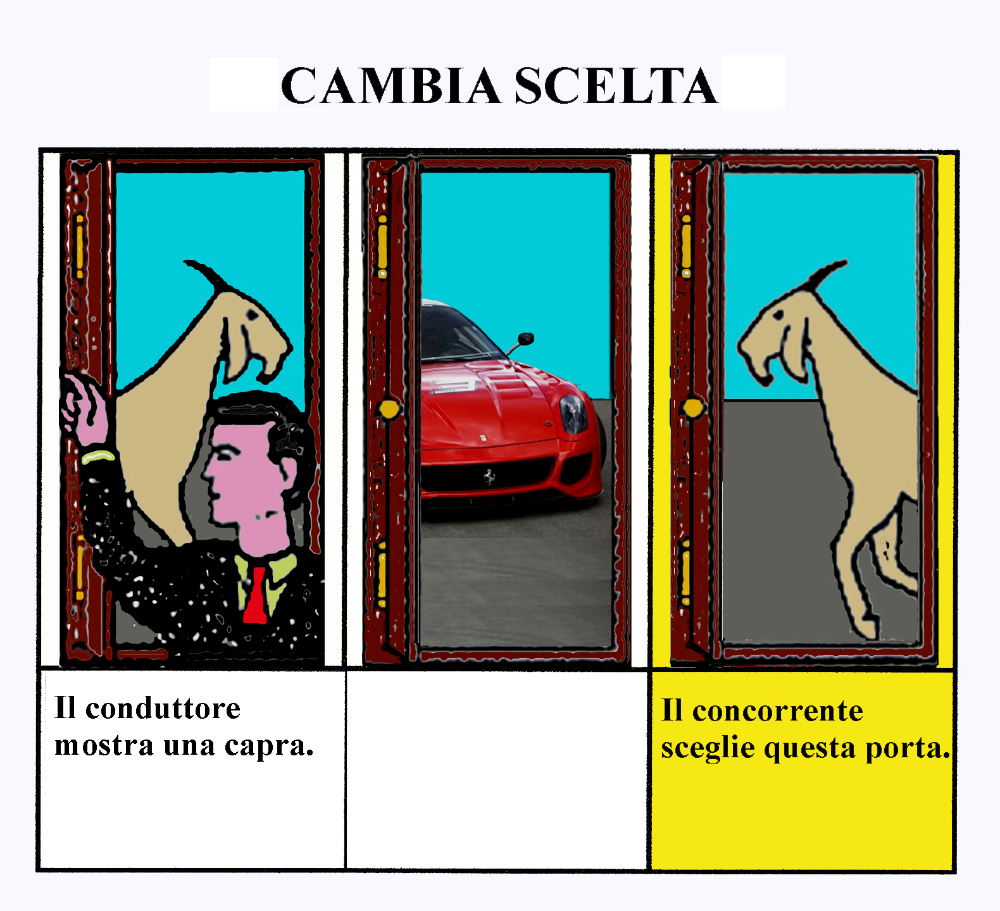 CAMBIA SCELTA
Il conduttore
mostra una capra.
Il concorrente
sceglie questa porta.